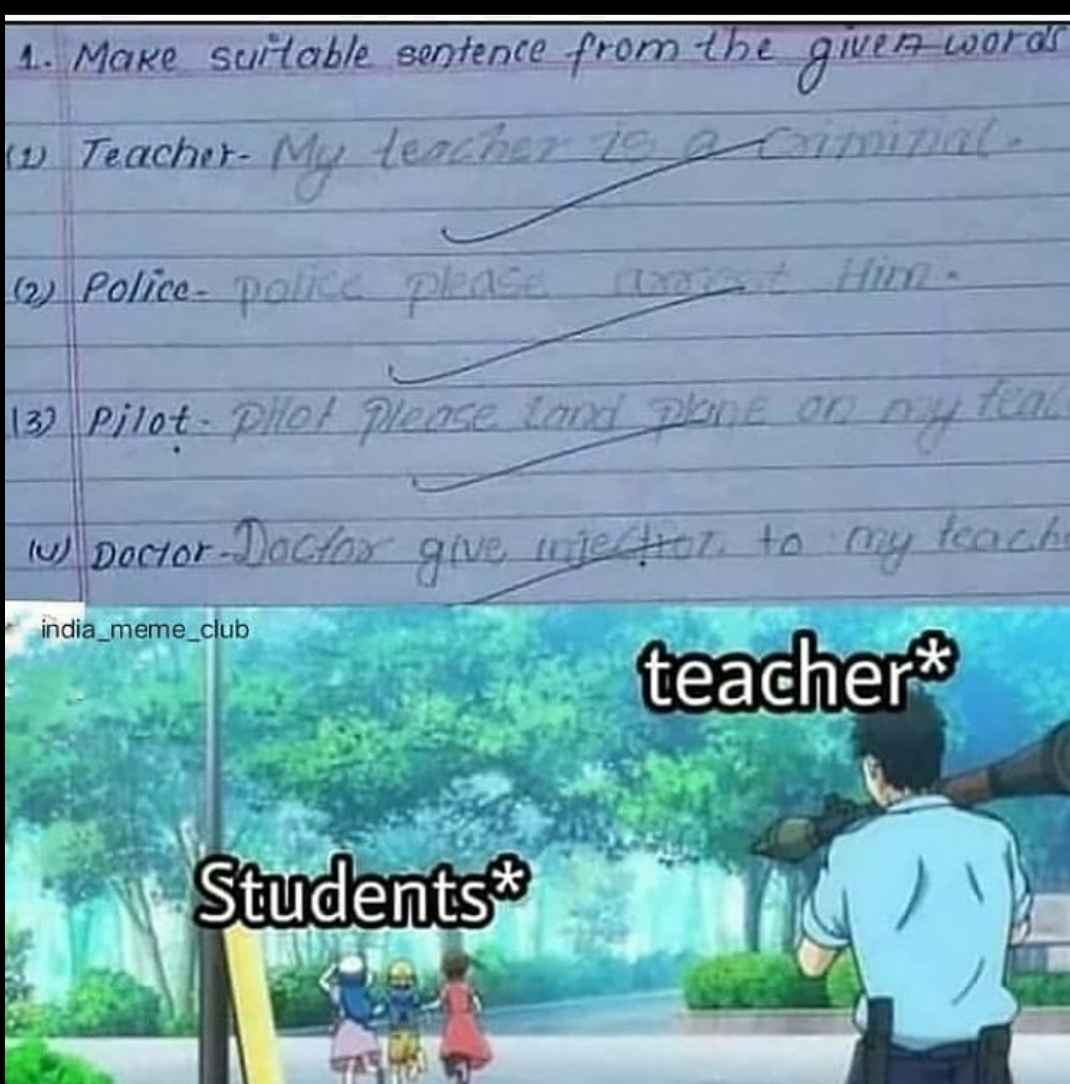 1. Make suitable sentence from the given words
(1) Teacher- My teacher is a criminal.
(2) Police- police please arrest Him.
(3) Pilot- pilot please land plane on my teac
(4) Doctor- Doctor give injection to my teach
india_meme_club
teacher*
Students*